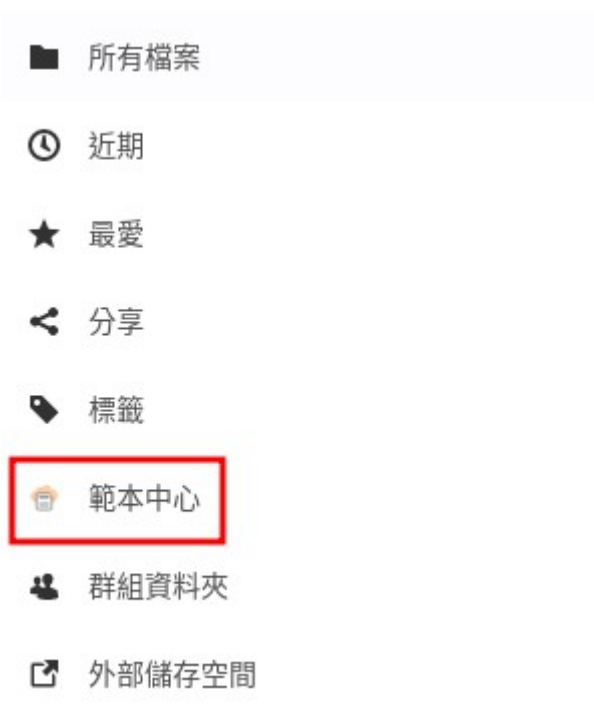 所有檔案
近期
最愛
分享
標籤
範本中心
群組資料夾
外部儲存空間